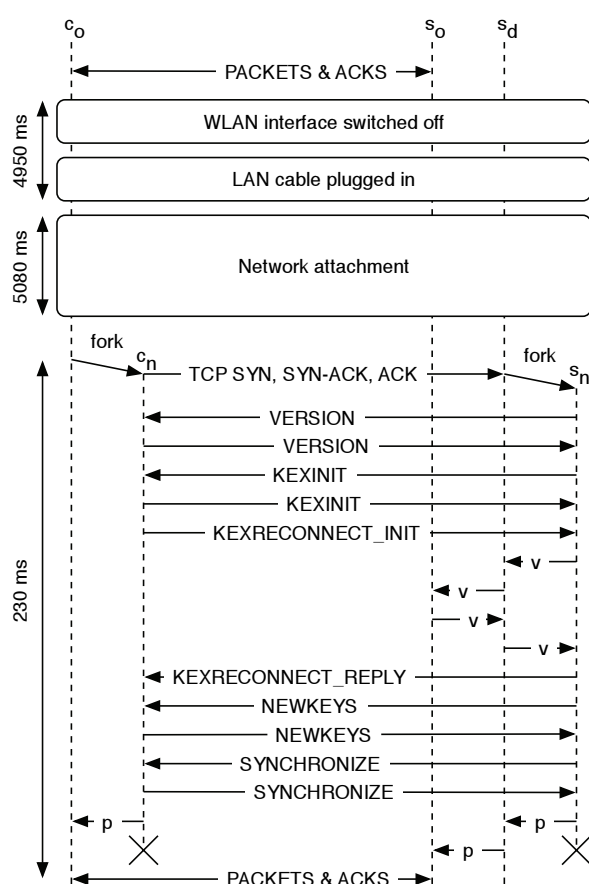 c_o s_o s_d
PACKETS & ACKS
WLAN interface switched off
4950 ms
LAN cable plugged in
5080 ms
Network attachment
fork c_n TCP SYN, SYN-ACK, ACK fork s_n
VERSION
VERSION
KEXINIT
KEXINIT
KEXRECONNECT_INIT
v
v
230 ms
v
v
KEXRECONNECT_REPLY
NEWKEYS
NEWKEYS
SYNCHRONIZE
SYNCHRONIZE
p p
p
PACKETS & ACKS